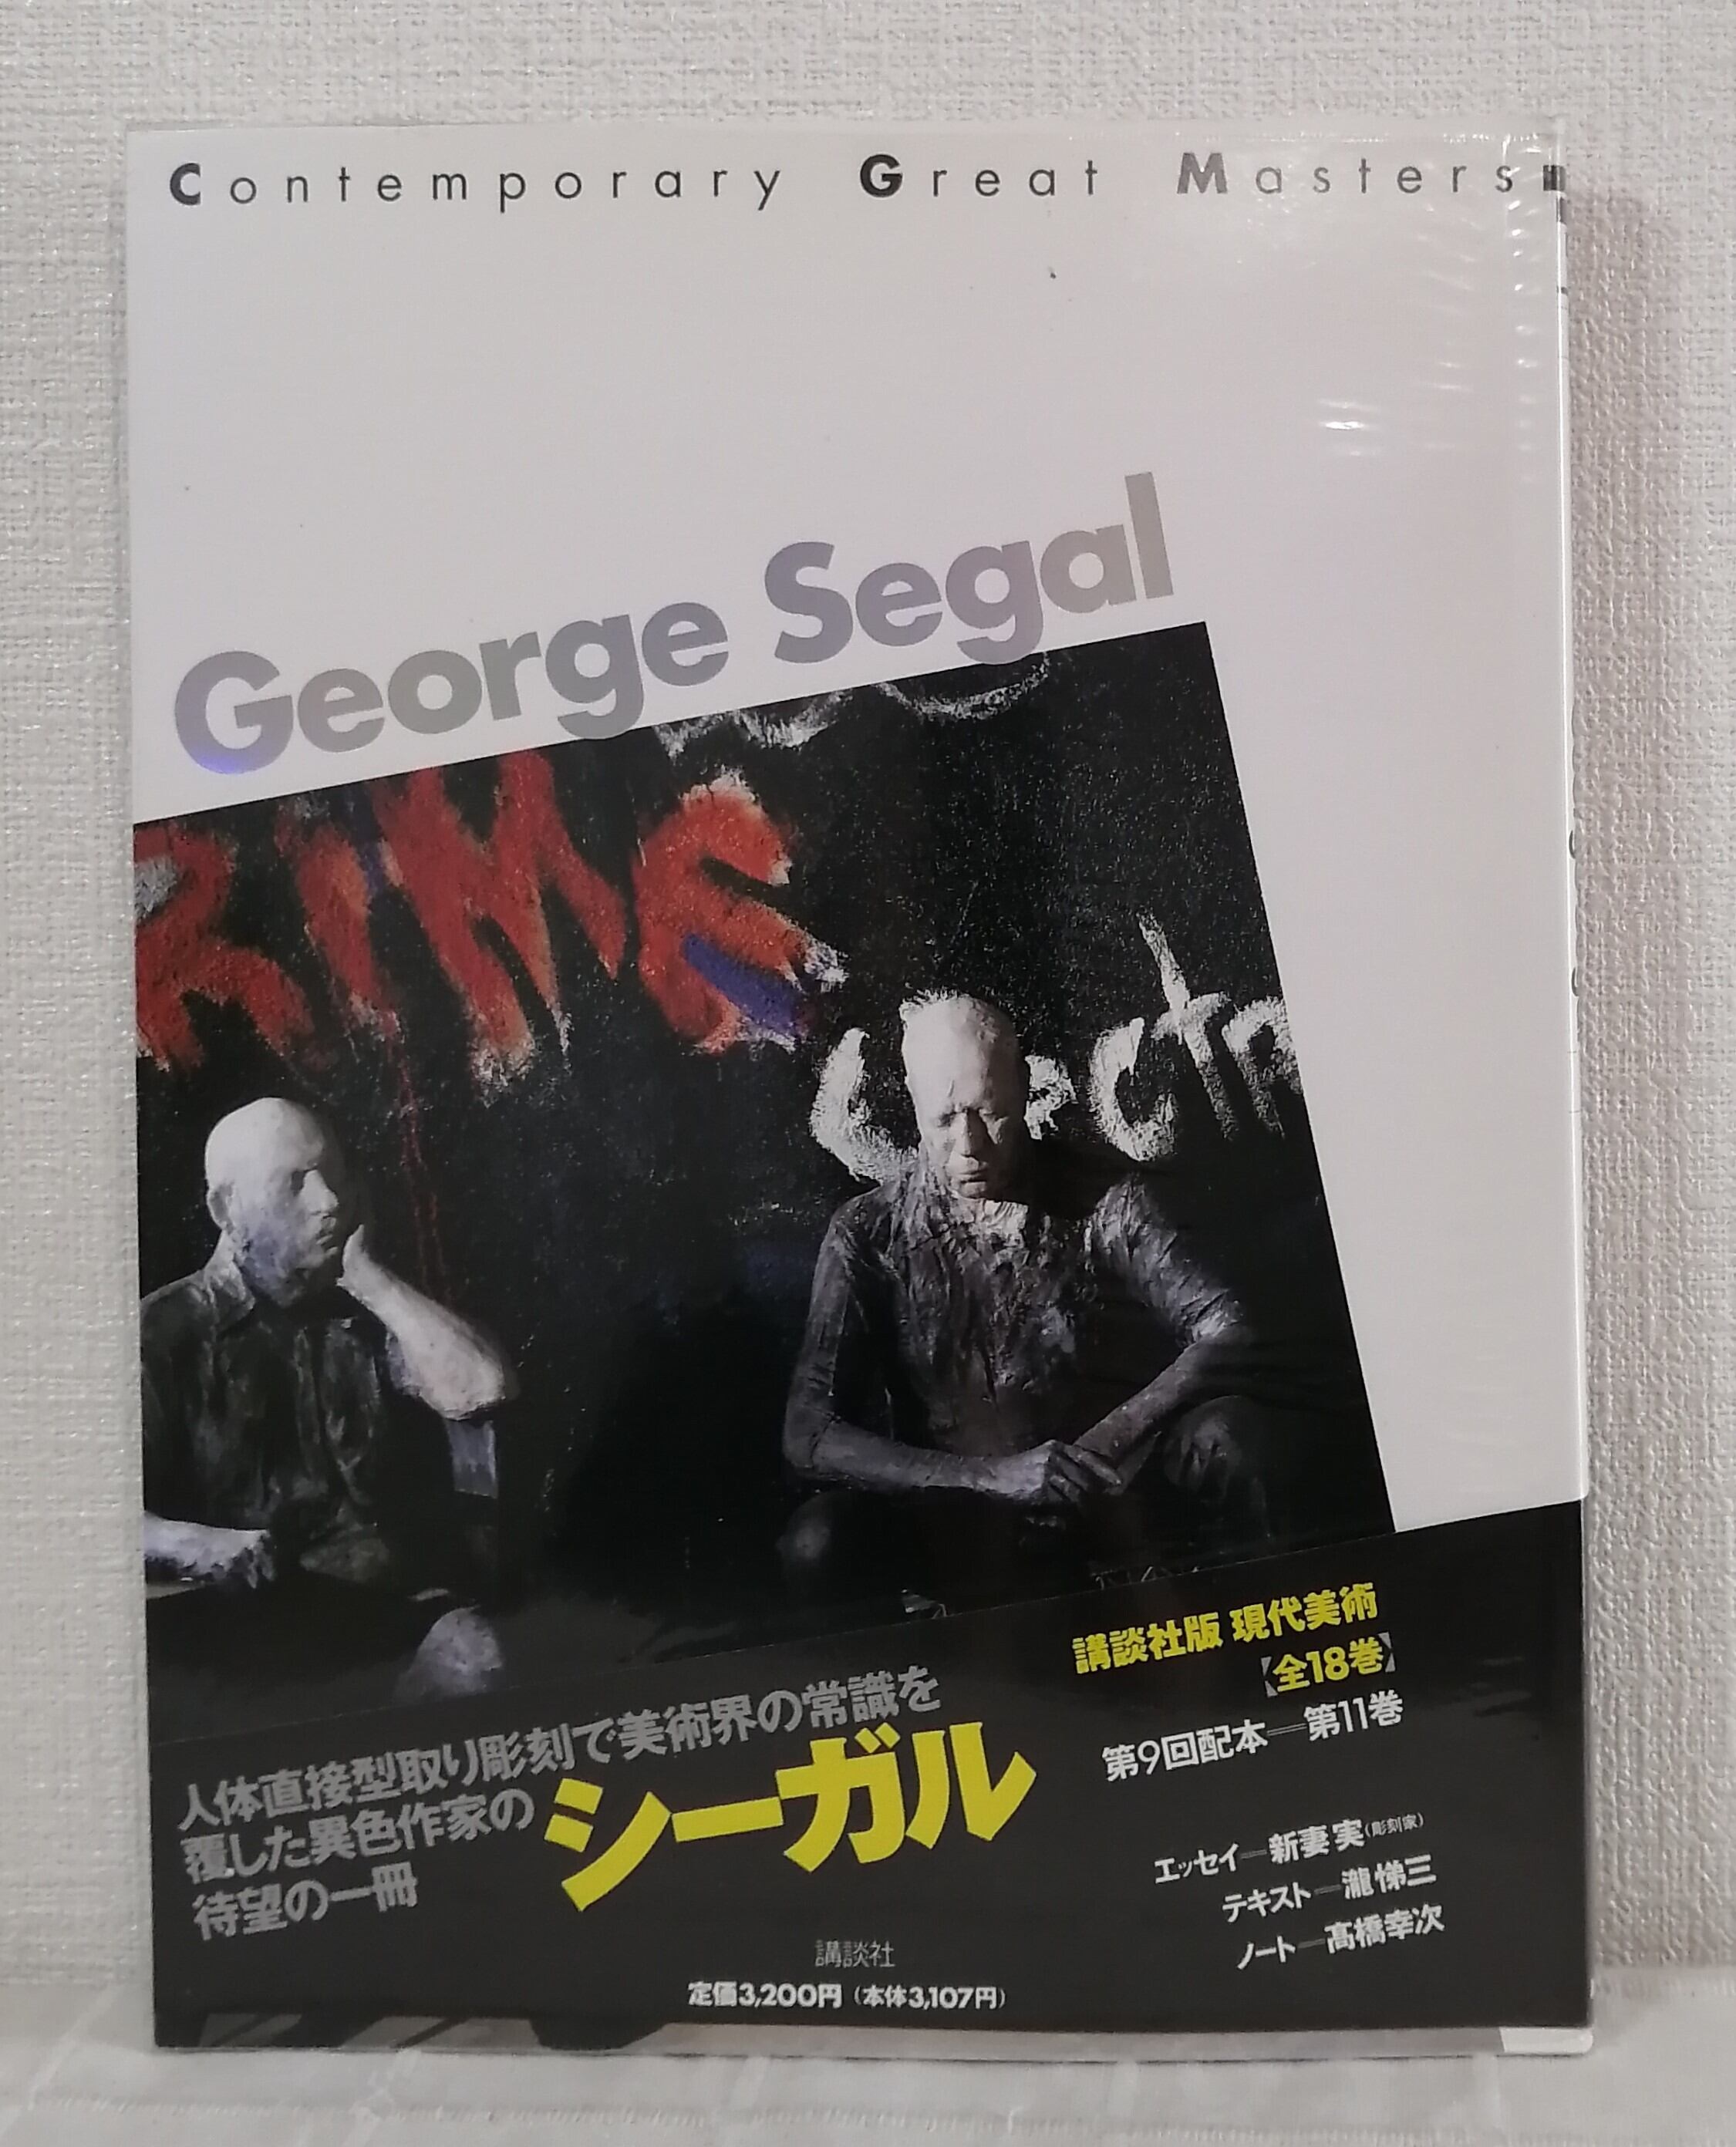 Contemporary Great Masters
George Segal
RIME
講談社版 現代美術
【全18巻】
第9回配本―第11巻
人体直接型取り彫刻で美術界の常識を
覆した異色作家の シーガル
待望の一冊
エッセイ―新妻実(彫刻家)
テキスト―瀧悌三
ノート―髙橋幸次
講談社
定価3,200円(本体3,107円)